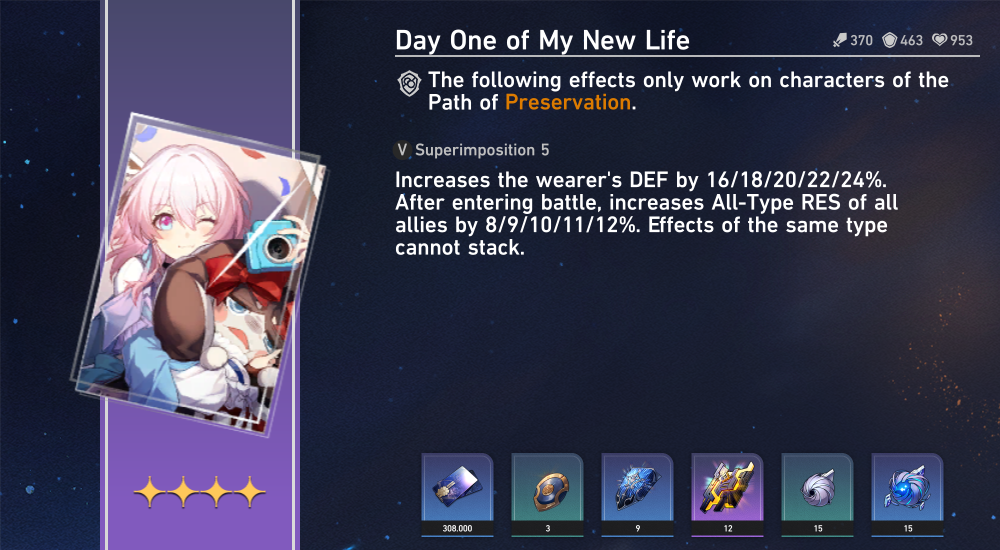 Day One of My New Life
370 463 953
The following effects only work on characters of the
Path of Preservation.
V Superimposition 5
Increases the wearer's DEF by 16/18/20/22/24%.
After entering battle, increases All-Type RES of all
allies by 8/9/10/11/12%. Effects of the same type
cannot stack.
308.000 3 9 12 15 15